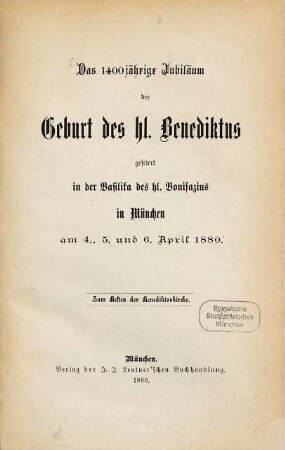 Das 1400jährige Jubiläum
der
Geburt des hl. Benediktus
gefeiert
in der Basilika des hl. Bonifazius
in München
am 4., 5. und 6. April 1880.
Zum Besten der Benediktuskirche.
Bayerische
Staatsbibliothek
München
München.
Verlag der J. J. Lentner'schen Buchhandlung.
1880.